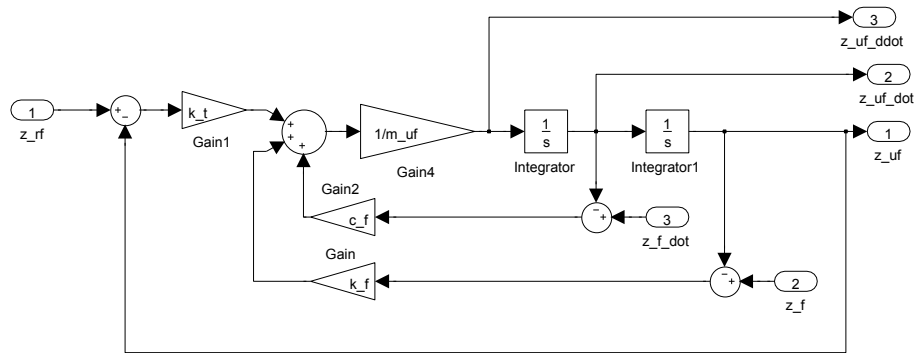 3
z_uf_ddot
2
z_uf_dot
1
z_rf
+
−
k_t
Gain1
+
+
+
1/m_uf
Gain4
1
s
Integrator
1
s
Integrator1
1
z_uf
Gain2
c_f
−
+
3
z_f_dot
Gain
k_f
−
+
2
z_f